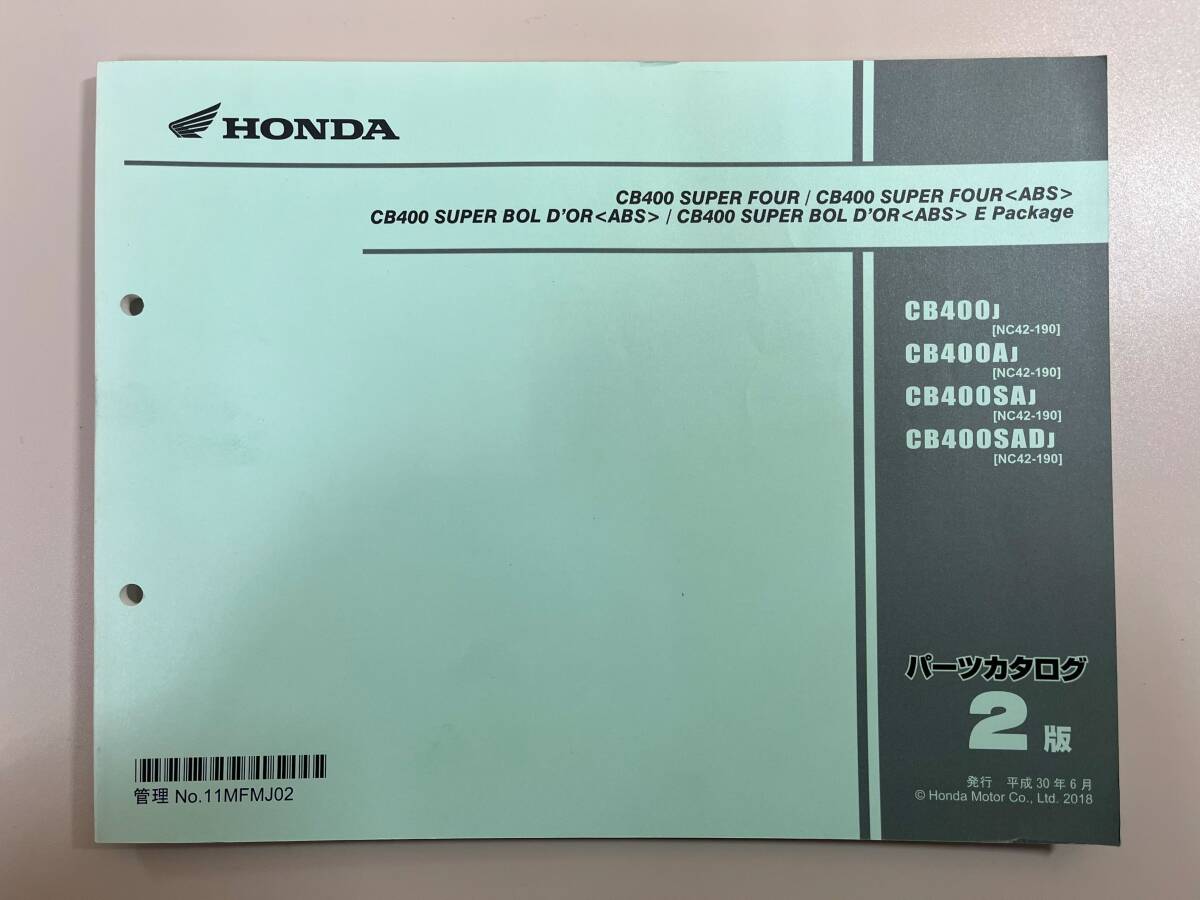 HONDA
CB400 SUPER FOUR / CB400 SUPER FOUR<ABS>
CB400 SUPER BOL D'OR<ABS> / CB400 SUPER BOL D'OR<ABS> E Package
CB400J
[NC42-190]
CB400AJ
[NC42-190]
CB400SAJ
[NC42-190]
CB400SADJ
[NC42-190]
パーツカタログ
2版
発行 平成30年6月
© Honda Motor Co., Ltd. 2018
管理 No.11MFMJ02